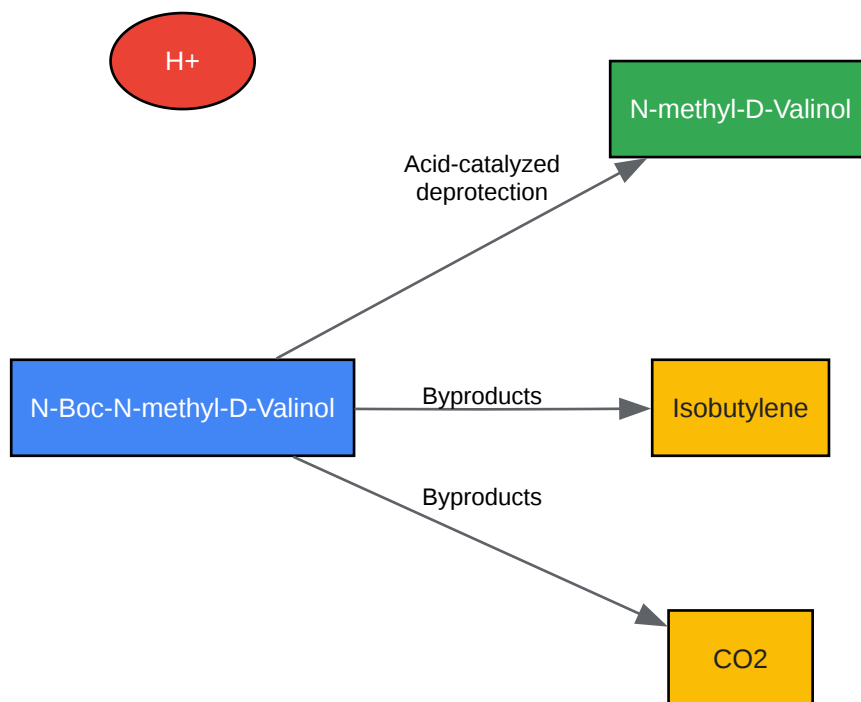 H+
N-methyl-D-Valinol
Acid-catalyzed
deprotection
N-Boc-N-methyl-D-Valinol
Byproducts
Isobutylene
Byproducts
CO2